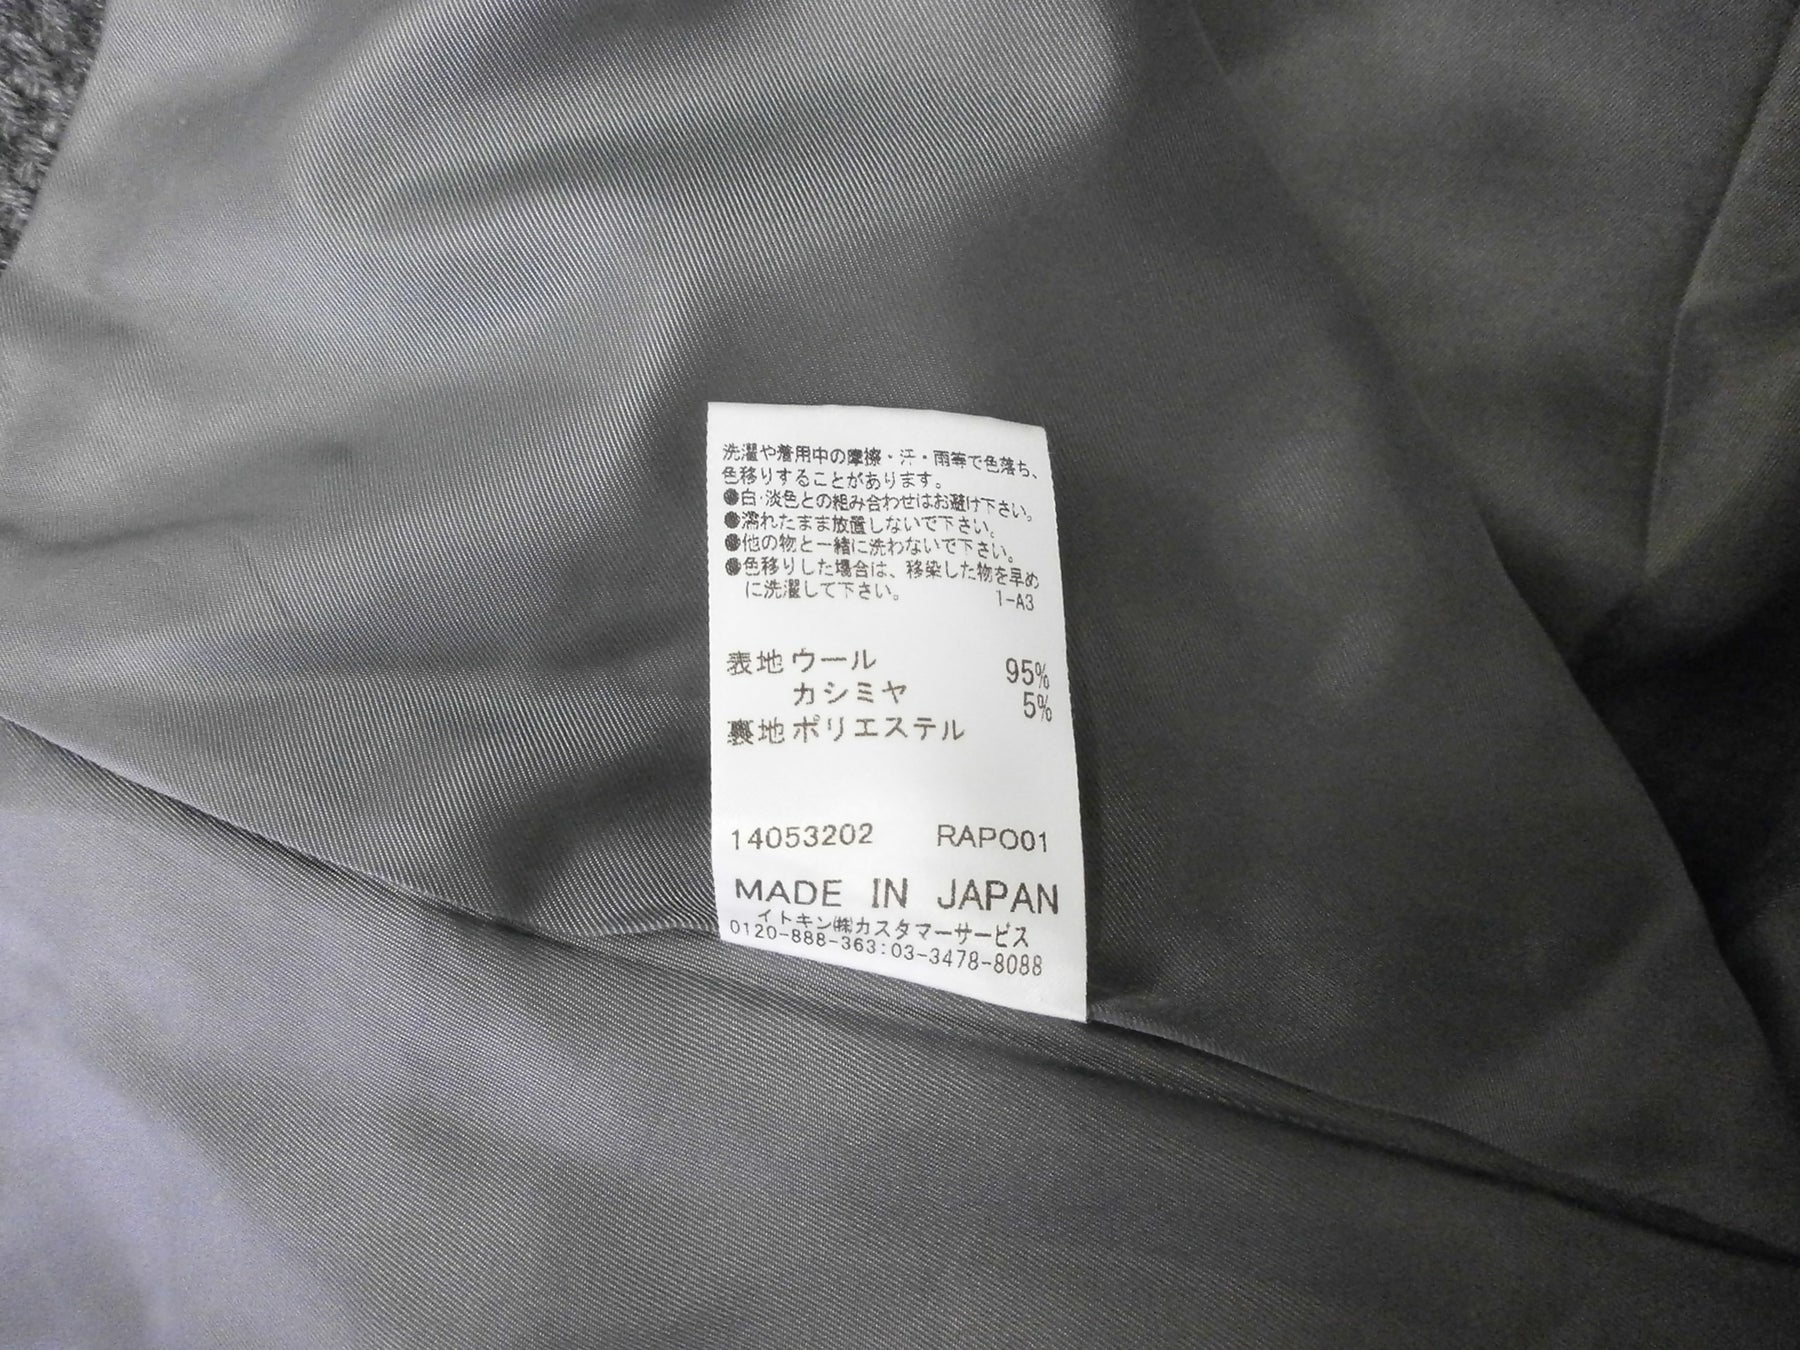 洗濯や着用中の摩擦・汗・雨等で色落ち、
色移りすることがあります。
●白・淡色との組み合わせはお避け下さい。
●濡れたまま放置しないで下さい。
●他の物と一緒に洗わないで下さい。
●色移りした場合は、移染した物を早め
に洗濯して下さい。 1-A3
表地 ウール 95%
カシミヤ 5%
裏地 ポリエステル
14053202 RAPO01
MADE IN JAPAN
イトキン㈱カスタマーサービス
0120-888-363:03-3478-8088